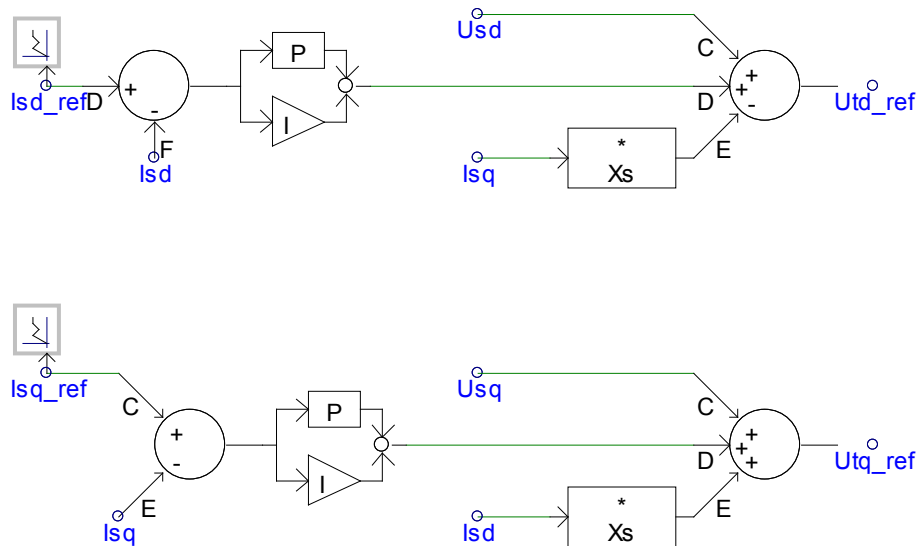 Usd
C
P
Isd_ref
D
+
-
I
F
Isd
+
+
-
D
Utd_ref
E
Isq
*
Xs
Isq_ref
C
+
-
E
Isq
P
I
Usq
C
+
+
+
D
Utq_ref
E
Isd
*
Xs